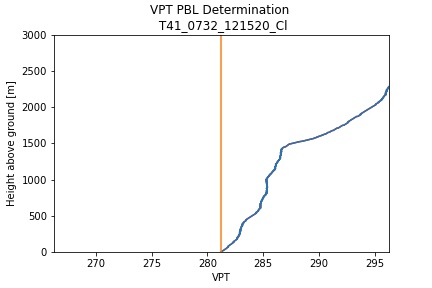 VPT PBL Determination
T41_0732_121520_Cl
3000
2500
2000
1500
1000
500
0
Height above ground [m]
270 275 280 285 290 295
VPT